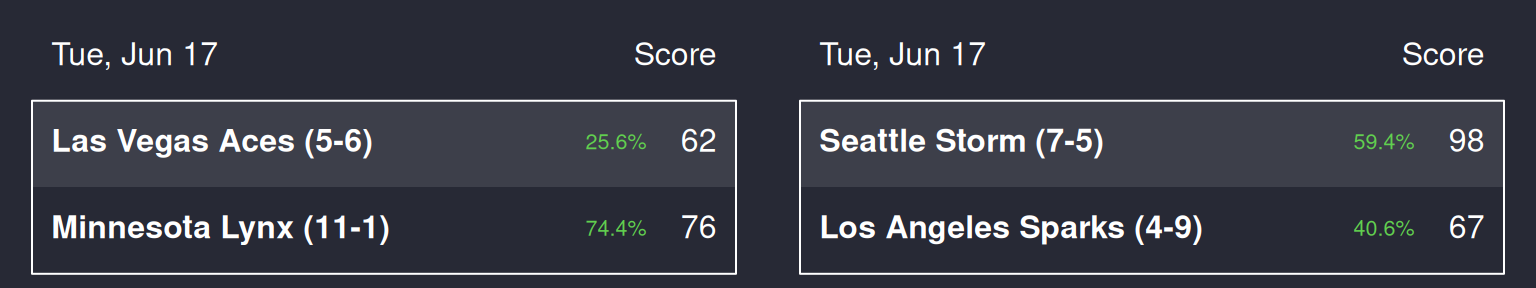 Tue, Jun 17 Score
Las Vegas Aces (5-6) 25.6% 62
Minnesota Lynx (11-1) 74.4% 76
Tue, Jun 17 Score
Seattle Storm (7-5) 59.4% 98
Los Angeles Sparks (4-9) 40.6% 67